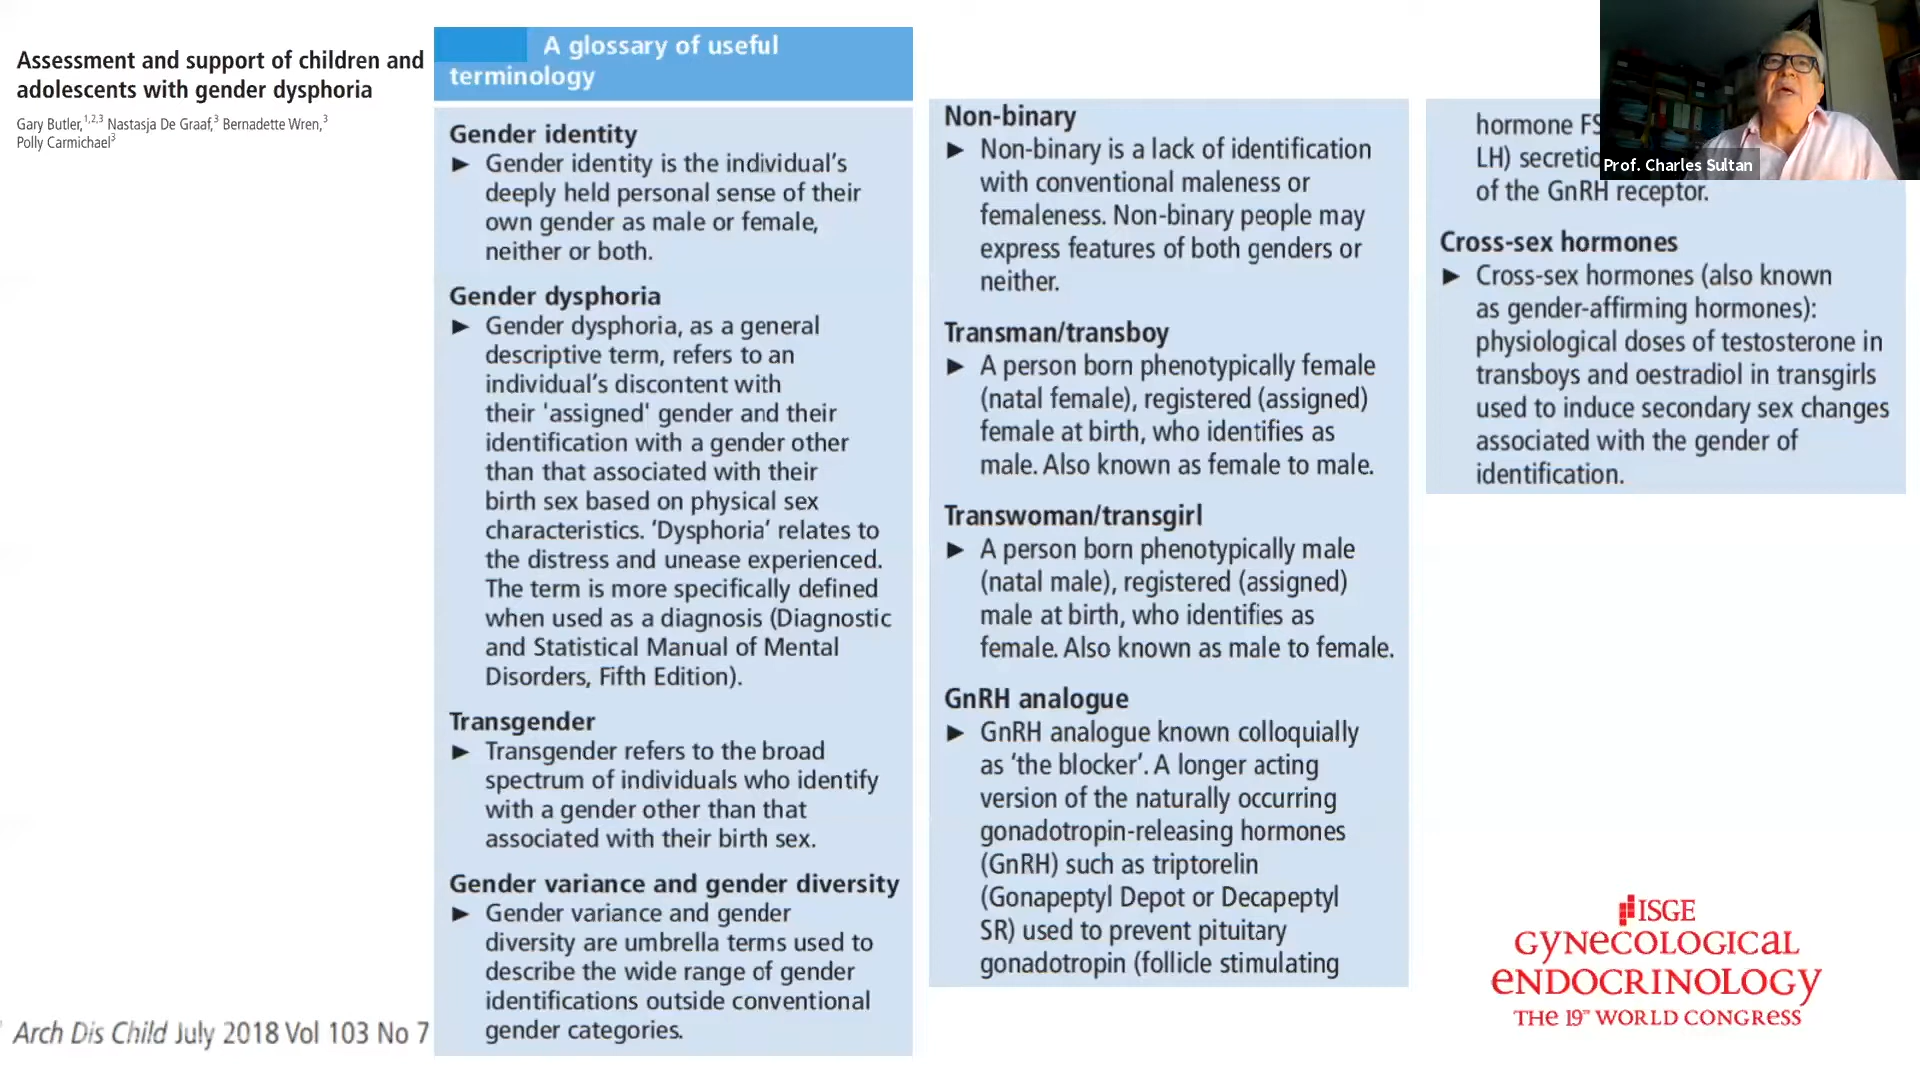 Assessment and support of children and
adolescents with gender dysphoria
Gary Butler,1,2,3 Nastasja De Graaf,3 Bernadette Wren,3
Polly Carmichael3
Arch Dis Child July 2018 Vol 103 No 7
A glossary of useful
terminology
Gender identity
► Gender identity is the individual's
deeply held personal sense of their
own gender as male or female,
neither or both.
Gender dysphoria
► Gender dysphoria, as a general
descriptive term, refers to an
individual's discontent with
their 'assigned' gender and their
identification with a gender other
than that associated with their
birth sex based on physical sex
characteristics. 'Dysphoria' relates to
the distress and unease experienced.
The term is more specifically defined
when used as a diagnosis (Diagnostic
and Statistical Manual of Mental
Disorders, Fifth Edition).
Transgender
► Transgender refers to the broad
spectrum of individuals who identify
with a gender other than that
associated with their birth sex.
Gender variance and gender diversity
► Gender variance and gender
diversity are umbrella terms used to
describe the wide range of gender
identifications outside conventional
gender categories.
Non-binary
► Non-binary is a lack of identification
with conventional maleness or
femaleness. Non-binary people may
express features of both genders or
neither.
Transman/transboy
► A person born phenotypically female
(natal female), registered (assigned)
female at birth, who identifies as
male. Also known as female to male.
Transwoman/transgirl
► A person born phenotypically male
(natal male), registered (assigned)
male at birth, who identifies as
female. Also known as male to female.
GnRH analogue
► GnRH analogue known colloquially
as 'the blocker'. A longer acting
version of the naturally occurring
gonadotropin-releasing hormones
(GnRH) such as triptorelin
(Gonapeptyl Depot or Decapeptyl
SR) used to prevent pituitary
gonadotropin (follicle stimulating
hormone FS
LH) secretio
of the GnRH receptor.
Cross-sex hormones
► Cross-sex hormones (also known
as gender-affirming hormones):
physiological doses of testosterone in
transboys and oestradiol in transgirls
used to induce secondary sex changes
associated with the gender of
identification.
Prof. Charles Sultan
ISGE
GYNeCOLOGICaL
eNDOCRINOLOGY
THE 19TH WORLD CONGRESS